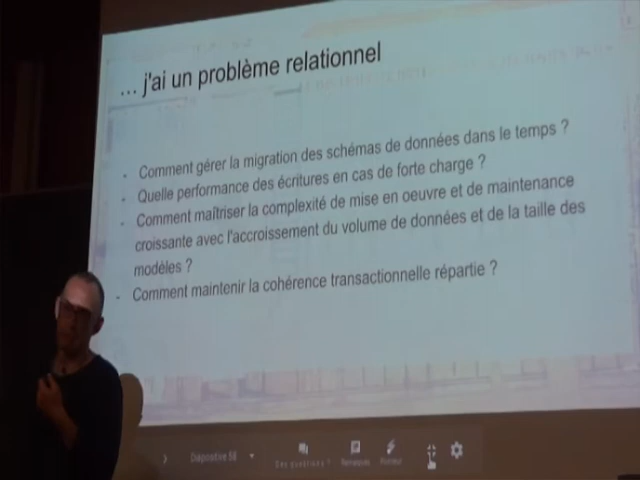 ... j'ai un problème relationnel
- Comment gérer la migration des schémas de données dans le temps ?
- Quelle performance des écritures en cas de forte charge ?
- Comment maîtriser la complexité de mise en oeuvre et de maintenance
croissante avec l'accroissement du volume de données et de la taille des
modèles ?
- Comment maintenir la cohérence transactionnelle répartie ?
Diapositive 58